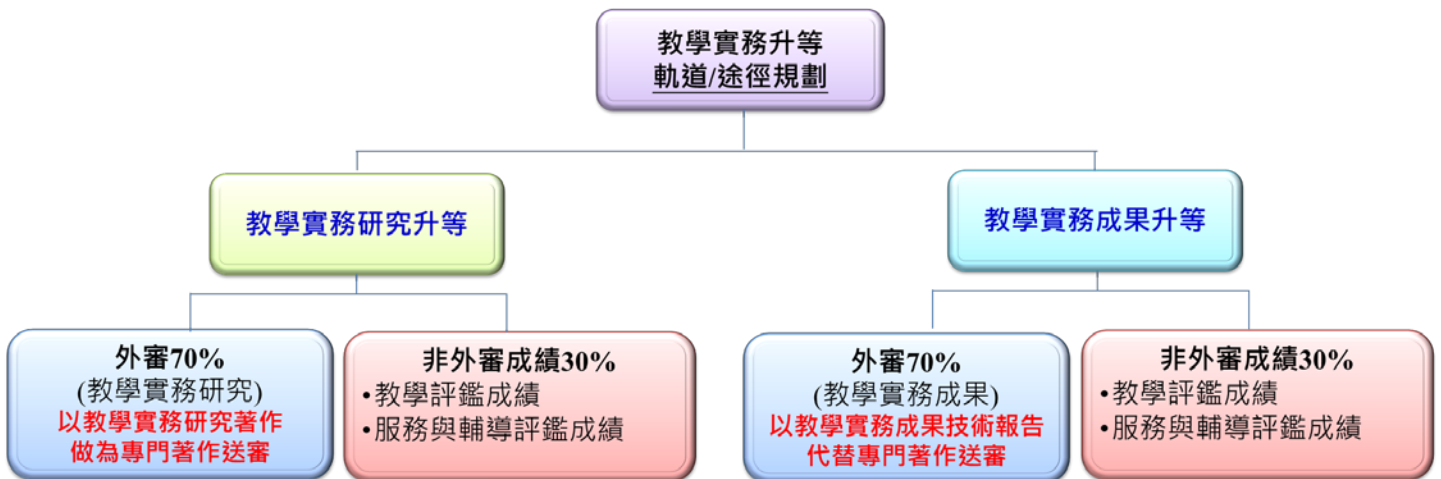 教學實務升等
軌道/途徑規劃
教學實務研究升等
教學實務成果升等
外審70%
(教學實務研究)
以教學實務研究著作
做為專門著作送審
非外審成績30%
•教學評鑑成績
•服務與輔導評鑑成績
外審70%
(教學實務成果)
以教學實務成果技術報告
代替專門著作送審
非外審成績30%
•教學評鑑成績
•服務與輔導評鑑成績